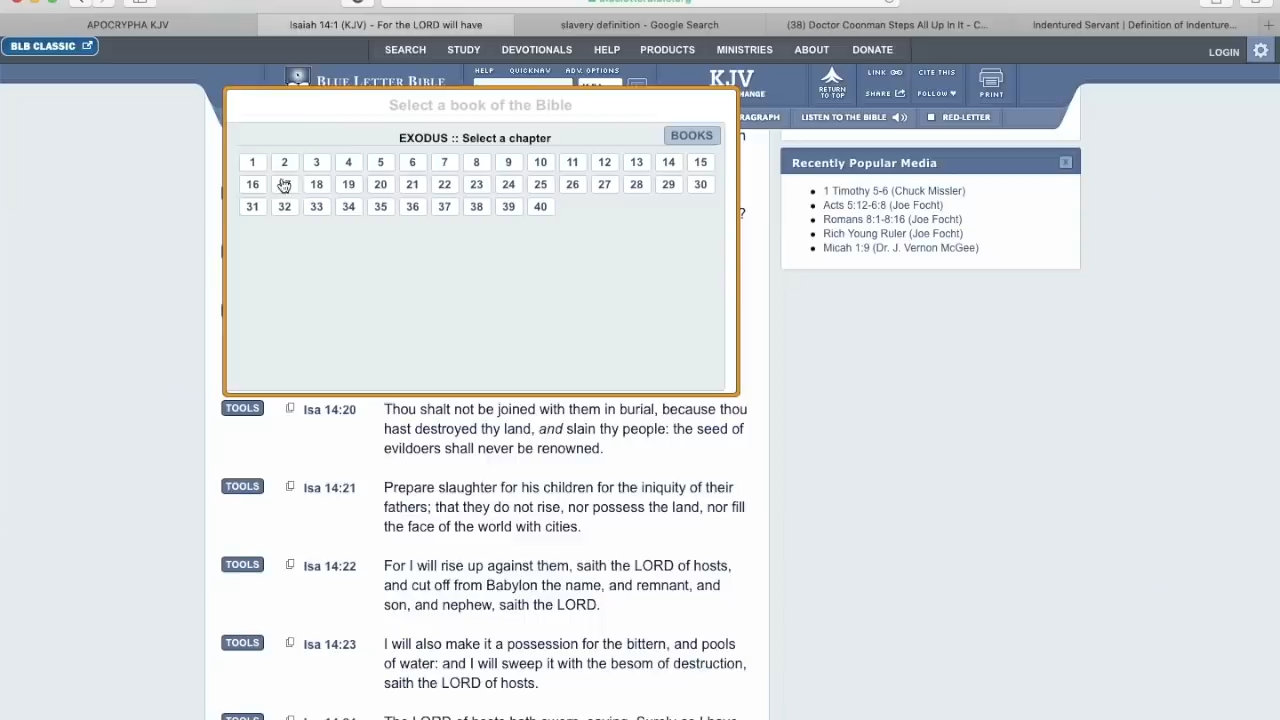 APOCRYPHA KJV
Isaiah 14:1 (KJV) - For the LORD will have
slavery definition - Google Search
(38) Doctor Coonman Steps All Up In It - C...
Indentured Servant | Definition of Indenture...
BLB CLASSIC
SEARCH STUDY DEVOTIONALS HELP PRODUCTS MINISTRIES ABOUT DONATE
LOGIN
BLUE LETTER BIBLE
HELP QUICKNAV ADV. OPTIONS
KJV
RETURN TO TOP
LINK
SHARE
CITE THIS
FOLLOW
PRINT
LISTEN TO THE BIBLE
RED-LETTER
Select a book of the Bible
EXODUS :: Select a chapter
BOOKS
1 2 3 4 5 6 7 8 9 10 11 12 13 14 15
16 18 19 20 21 22 23 24 25 26 27 28 29 30
31 32 33 34 35 36 37 38 39 40
Recently Popular Media
1 Timothy 5-6 (Chuck Missler)
Acts 5:12-6:8 (Joe Focht)
Romans 8:1-8:16 (Joe Focht)
Rich Young Ruler (Joe Focht)
Micah 1:9 (Dr. J. Vernon McGee)
TOOLS Isa 14:20 Thou shalt not be joined with them in burial, because thou
hast destroyed thy land, and slain thy people: the seed of
evildoers shall never be renowned.
TOOLS Isa 14:21 Prepare slaughter for his children for the iniquity of their
fathers; that they do not rise, nor possess the land, nor fill
the face of the world with cities.
TOOLS Isa 14:22 For I will rise up against them, saith the LORD of hosts,
and cut off from Babylon the name, and remnant, and
son, and nephew, saith the LORD.
TOOLS Isa 14:23 I will also make it a possession for the bittern, and pools
of water: and I will sweep it with the besom of destruction,
saith the LORD of hosts.